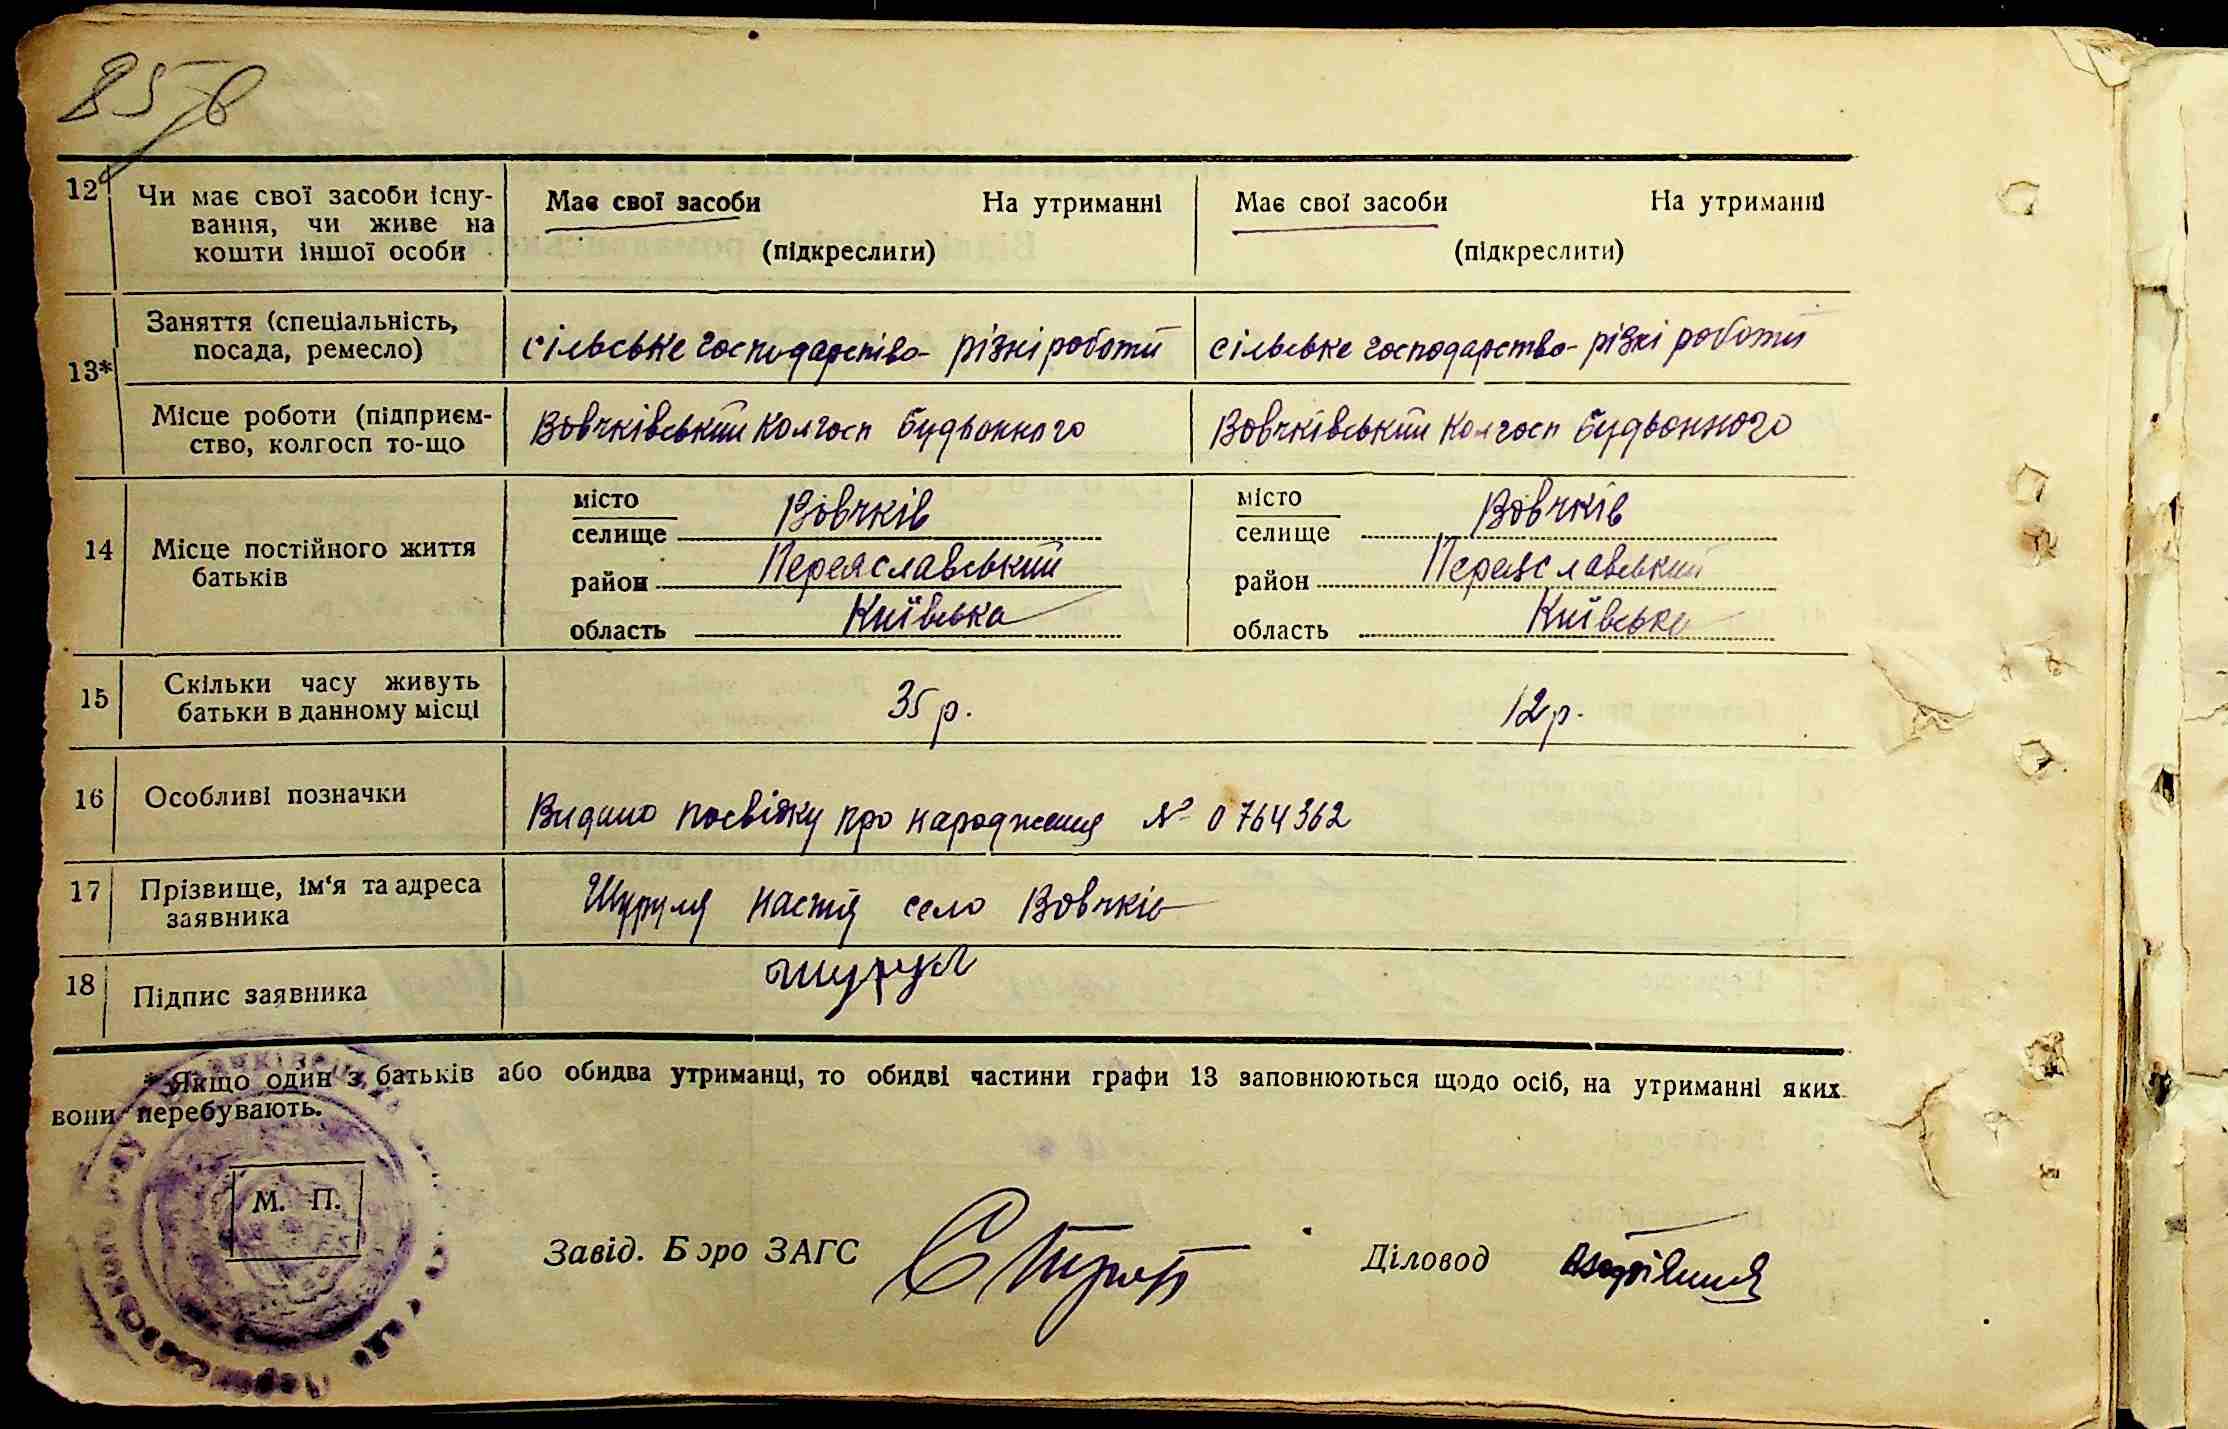 85 в
12 Чи має свої засоби існу-
вання, чи живе на
кошти іншої особи
Має свої засоби На утриманні
(підкреслити)
Має свої засоби На утриманні
(підкреслити)
13* Заняття (спеціальність,
посада, ремесло)
сільське господарство - різні роботи
сільське господарство - різні роботи
Місце роботи (підприєм-
ство, колгосп то-що
Вовчківський колгосп Будьонного
Вовчківський колгосп Будьонного
14 Місце постійного життя
батьків
місто
селище Вовчків
район Переяславський
область Київська
місто
селище Вовчків
район Переяславський
область Київська
15 Скільки часу живуть
батьки в данному місці
35 р.
12 р.
16 Особливі позначки
Видано посвідку про народження № 0764362
17 Прізвище, ім'я та адреса
заявника
Шуруля Настя село Вовчків
18 Підпис заявника
* Якщо один з батьків або обидва утриманці, то обидві частини графи 13 заповнюються щодо осіб, на утриманні яких
вони перебувають.
М. П.
Завід. Бюро ЗАГС
Діловод